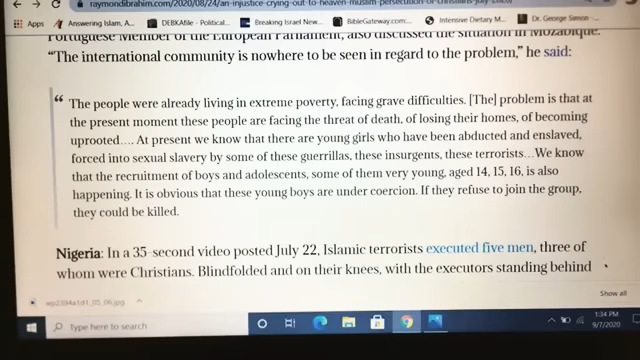 raymondibrahim.com/2020/08/24/an-injustice-crying-out-to-heaven-muslim-persecution-of-christians-july
Apps Answering Islam, A... DEBKAfile - Political... Breaking Israel New... BibleGateway.com:... Intensive Dietary M... Dr. George Simon -...
Portuguese Member of the European Parliament, also discussed the situation in Mozabique.
“The international community is nowhere to be seen in regard to the problem,” he said:
“ The people were already living in extreme poverty, facing grave difficulties. [The] problem is that at
the present moment these people are facing the threat of death, of losing their homes, of becoming
uprooted…. At present we know that there are young girls who have been abducted and enslaved,
forced into sexual slavery by some of these guerrillas, these insurgents, these terrorists…We know
that the recruitment of boys and adolescents, some of them very young, aged 14, 15, 16, is also
happening. It is obvious that these young boys are under coercion. If they refuse to join the group,
they could be killed.
Nigeria: In a 35-second video posted July 22, Islamic terrorists executed five men, three of
whom were Christians. Blindfolded and on their knees, with the executors standing behind
wp2394a1d1_05_06.jpg
Show all
Type here to search
1:34 PM
9/7/2020